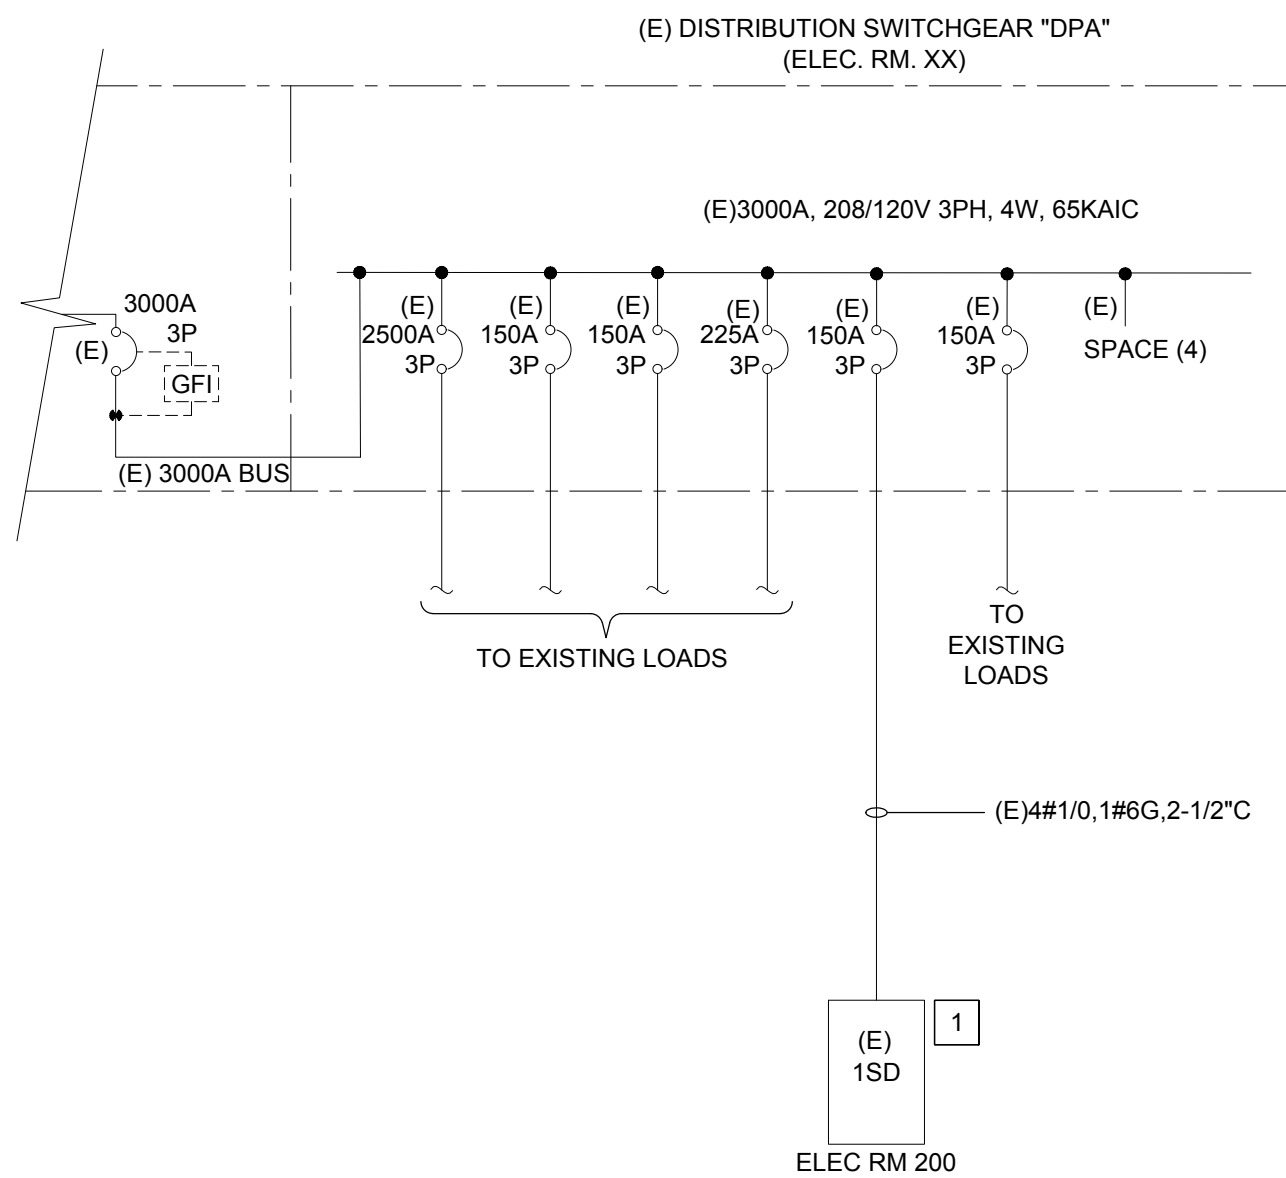 (E) DISTRIBUTION SWITCHGEAR "DPA"
(ELEC. RM. XX)
(E)3000A, 208/120V 3PH, 4W, 65KAIC
3000A
3P
(E)
GFI
(E) 3000A BUS
(E)
2500A
3P
(E)
150A
3P
(E)
150A
3P
(E)
225A
3P
(E)
150A
3P
(E)
150A
3P
(E)
SPACE (4)
TO EXISTING LOADS
TO
EXISTING
LOADS
(E)4#1/0,1#6G,2-1/2"C
(E)
1SD
1
ELEC RM 200